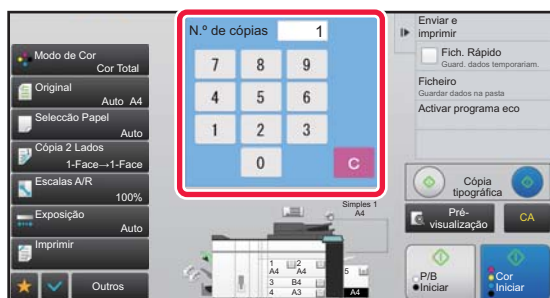 Modo de Cor
Cor Total
Original
Auto A4
Seleccão Papel
Auto
Cópia 2 Lados
1-Face→1-Face
Escalas A/R
100%
Exposição
Auto
Imprimir
Outros
N.º de cópias 1
7 8 9
4 5 6
1 2 3
0 C
Simples 1
A4
1 2
A4 A4
3 B4
4 A3
5
A4
Enviar e
imprimir
Fich. Rápido
Guard. dados temporariam.
Ficheiro
Guardar dados na pasta
Activar programa eco
Cópia
tipográfica
Pré-
visualização
CA
P/B
Iniciar
Cor
Iniciar